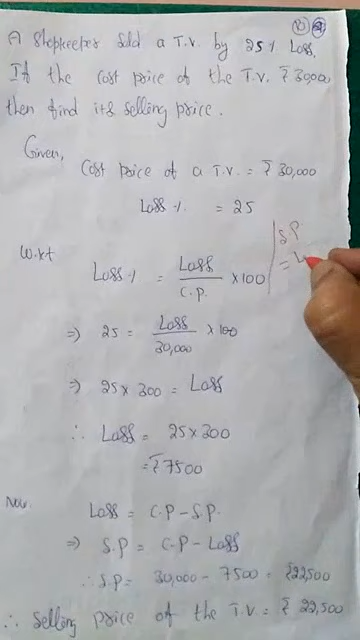 A Shopkeeper Sold a T.V. by 25% Loss.
If the cost price of the T.V. ₹ 30,000
then find its selling price.
Given,
Cost price of a T.V. = ₹ 30,000
Loss % = 25
W.k.t
Loss % = Loss / C.P. × 100
⇒ 25 = Loss / 30,000 × 100
⇒ 25 × 300 = Loss
∴ Loss = 25 × 300
= ₹ 7500
Now
Loss = C.P - S.P.
⇒ S.P = C.P - Loss
∴ S.P = 30,000 - 7500 = ₹22,500
∴ Selling price of the T.V. = ₹ 22,500
S.P
=